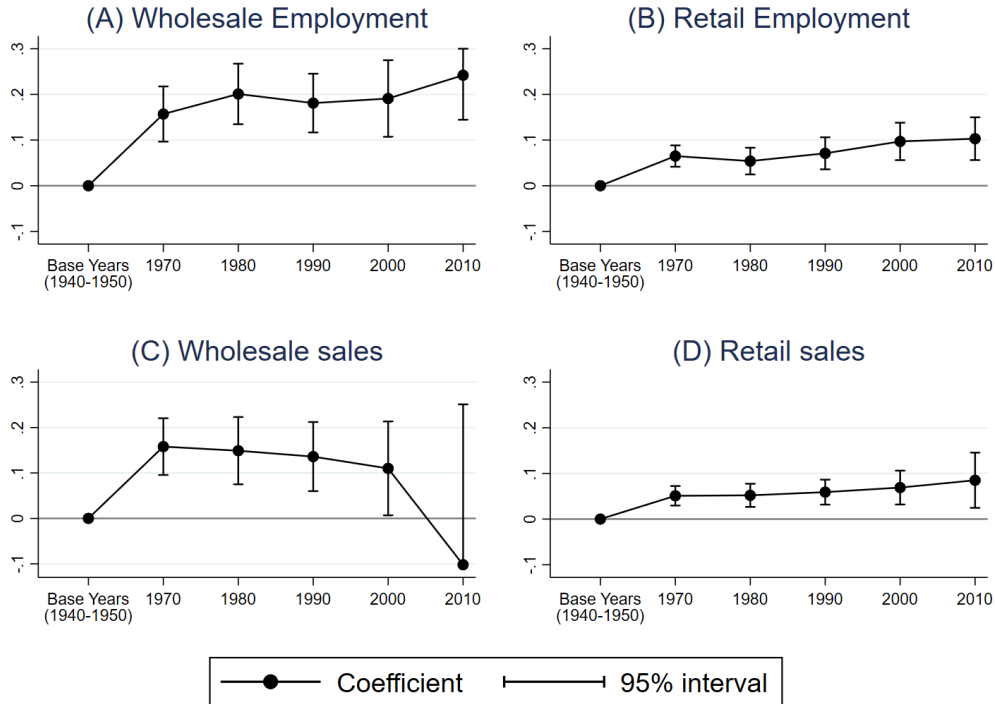 (A) Wholesale Employment
.3
.2
.1
0
-.1
Base Years 1970 1980 1990 2000 2010
(1940-1950)
(B) Retail Employment
.3
.2
.1
0
-.1
Base Years 1970 1980 1990 2000 2010
(1940-1950)
(C) Wholesale sales
.3
.2
.1
0
-.1
Base Years 1970 1980 1990 2000 2010
(1940-1950)
(D) Retail sales
.3
.2
.1
0
-.1
Base Years 1970 1980 1990 2000 2010
(1940-1950)
Coefficient 95% interval